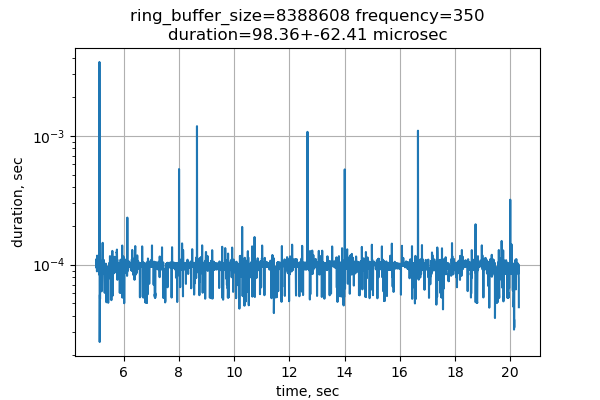 ring_buffer_size=8388608 frequency=350
duration=98.36+-62.41 microsec
duration, sec
10⁻³
10⁻⁴
6 8 10 12 14 16 18 20
time, sec